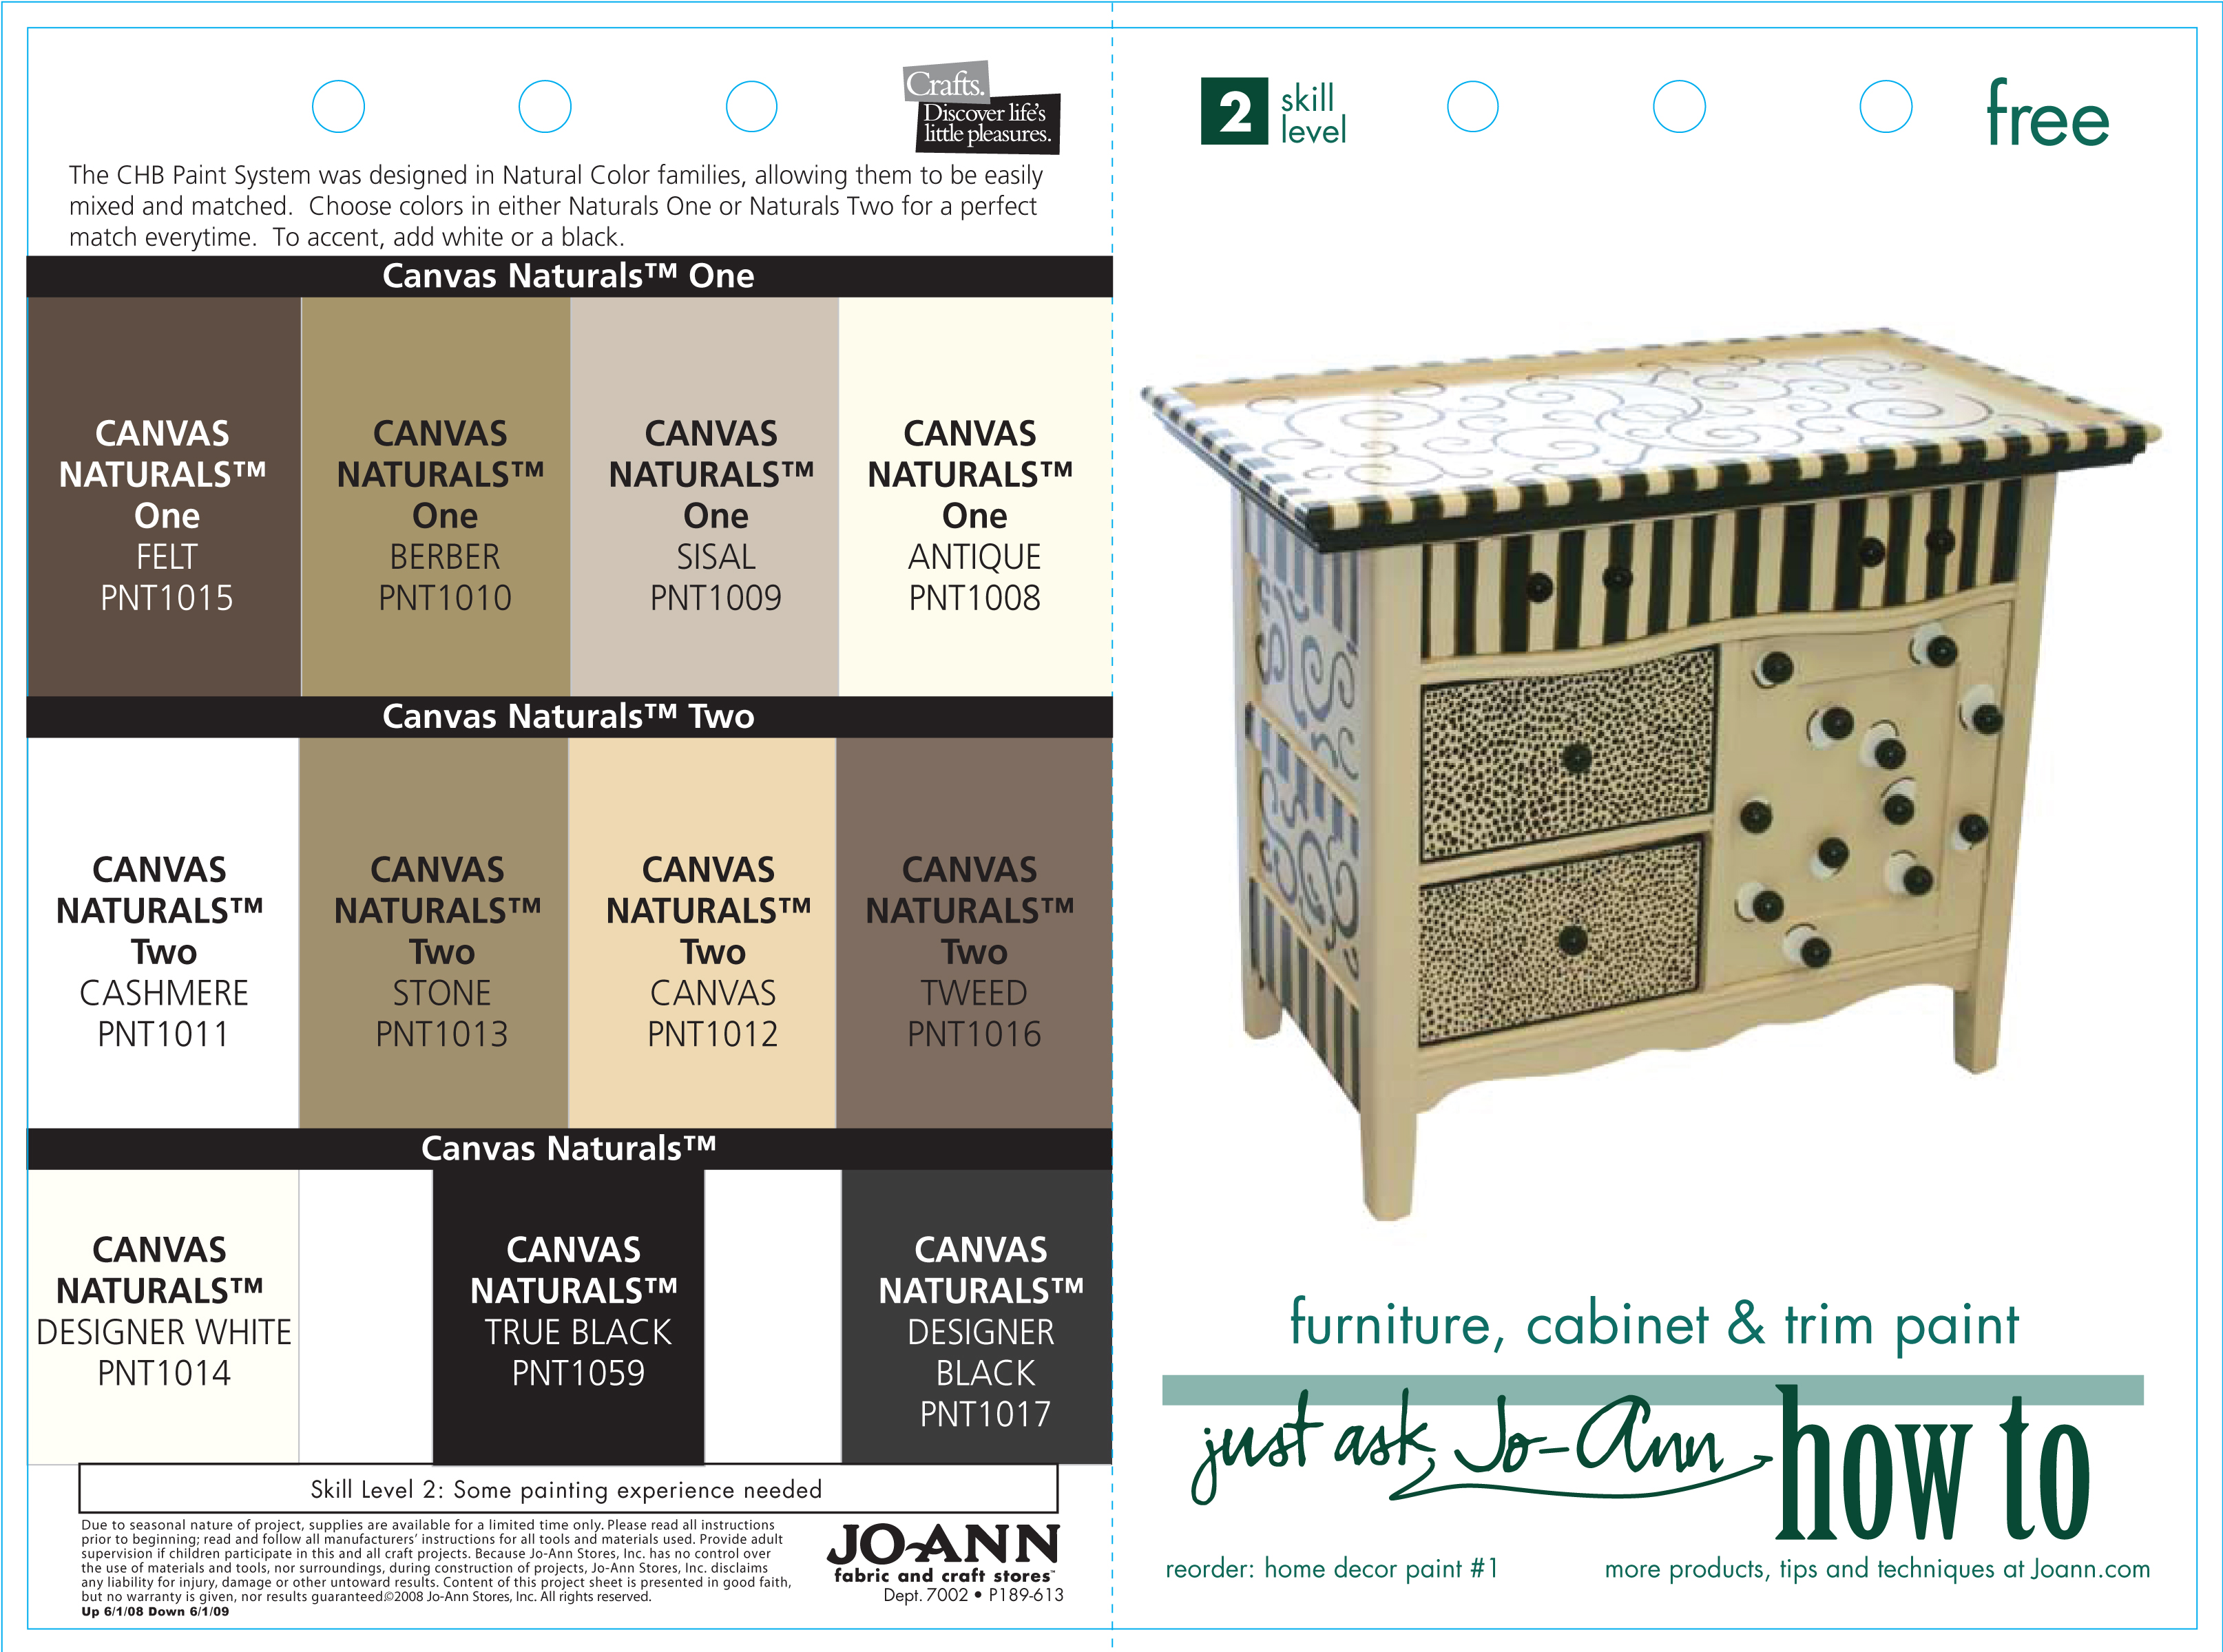 Crafts.
Discover life's
little pleasures.
The CHB Paint System was designed in Natural Color families, allowing them to be easily
mixed and matched.  Choose colors in either Naturals One or Naturals Two for a perfect
match everytime.  To accent, add white or a black.
Canvas Naturals™ One
CANVAS
NATURALS™
One
FELT
PNT1015
CANVAS
NATURALS™
One
BERBER
PNT1010
CANVAS
NATURALS™
One
SISAL
PNT1009
CANVAS
NATURALS™
One
ANTIQUE
PNT1008
Canvas Naturals™ Two
CANVAS
NATURALS™
Two
CASHMERE
PNT1011
CANVAS
NATURALS™
Two
STONE
PNT1013
CANVAS
NATURALS™
Two
CANVAS
PNT1012
CANVAS
NATURALS™
Two
TWEED
PNT1016
Canvas Naturals™
CANVAS
NATURALS™
DESIGNER WHITE
PNT1014
CANVAS
NATURALS™
TRUE BLACK
PNT1059
CANVAS
NATURALS™
DESIGNER
BLACK
PNT1017
Skill Level 2: Some painting experience needed
Due to seasonal nature of project, supplies are available for a limited time only. Please read all instructions
prior to beginning; read and follow all manufacturers' instructions for all tools and materials used. Provide adult
supervision if children participate in this and all craft projects. Because Jo-Ann Stores, Inc. has no control over
the use of materials and tools, nor surroundings, during construction of projects, Jo-Ann Stores, Inc. disclaims
any liability for injury, damage or other untoward results. Content of this project sheet is presented in good faith,
but no warranty is given, nor results guaranteed.©2008 Jo-Ann Stores, Inc. All rights reserved.
Up 6/1/08 Down 6/1/09
JO-ANN
fabric and craft stores™
Dept. 7002 • P189-613
2 skill
level
free
furniture, cabinet & trim paint
just ask Jo-Ann how to
reorder: home decor paint #1
more products, tips and techniques at Joann.com